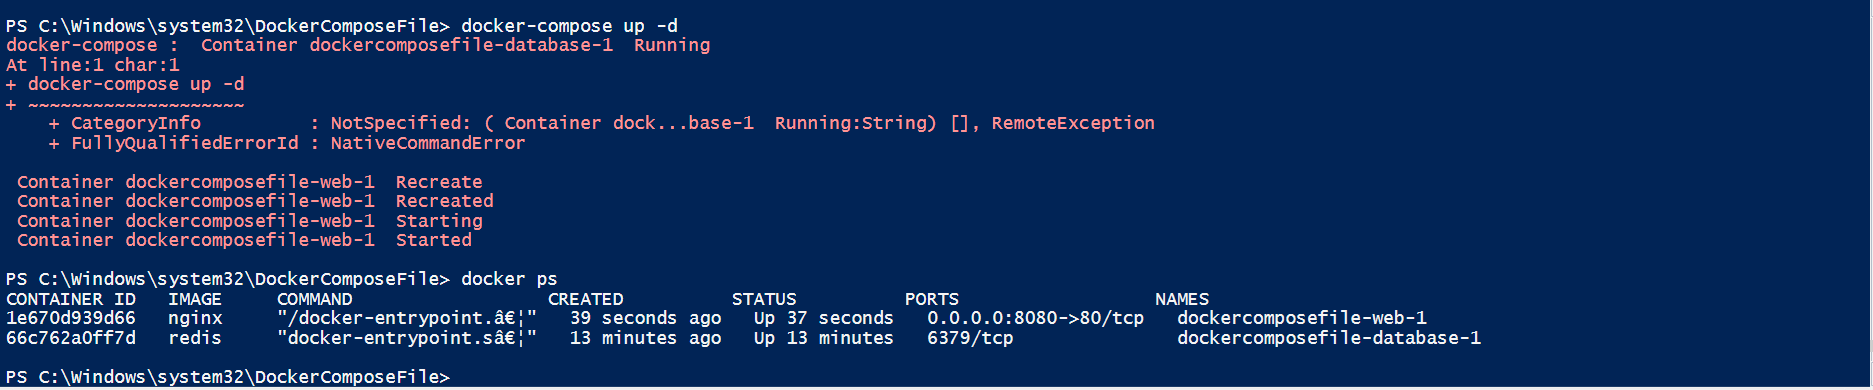 PS C:\Windows\system32\DockerComposeFile> docker-compose up -d
docker-compose :  Container dockercomposefile-database-1  Running
At line:1 char:1
+ docker-compose up -d
+ ~~~~~~~~~~~~~~~~~~~~
    + CategoryInfo          : NotSpecified: ( Container dock...base-1  Running:String) [], RemoteException
    + FullyQualifiedErrorId : NativeCommandError
 Container dockercomposefile-web-1  Recreate
 Container dockercomposefile-web-1  Recreated
 Container dockercomposefile-web-1  Starting
 Container dockercomposefile-web-1  Started
PS C:\Windows\system32\DockerComposeFile> docker ps
CONTAINER ID   IMAGE     COMMAND                  CREATED          STATUS          PORTS                  NAMES
1e670d939d66   nginx     "/docker-entrypoint.â€¦"   39 seconds ago   Up 37 seconds   0.0.0.0:8080->80/tcp   dockercomposefile-web-1
66c762a0ff7d   redis     "docker-entrypoint.sâ€¦"   13 minutes ago   Up 13 minutes   6379/tcp               dockercomposefile-database-1
PS C:\Windows\system32\DockerComposeFile>